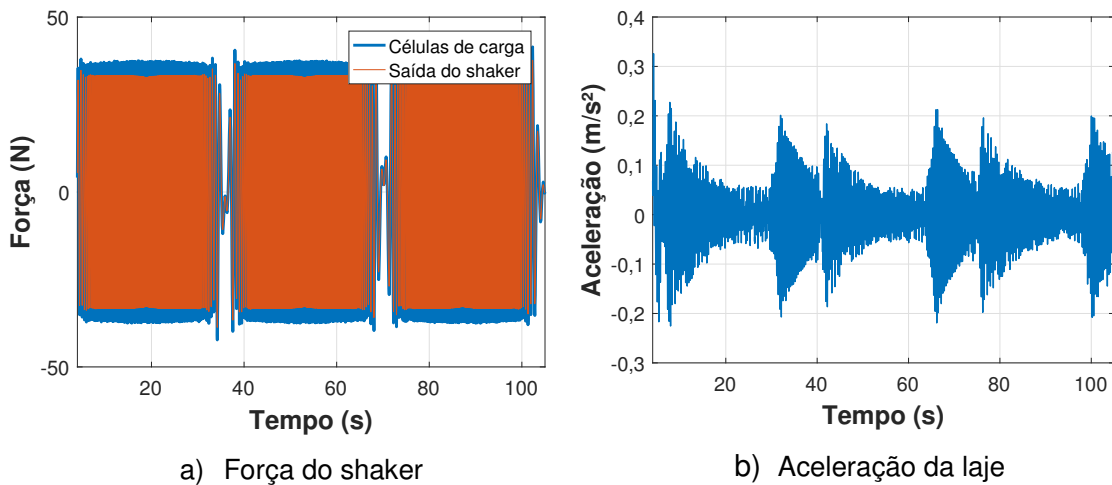 50
0
-50
Força (N)
Células de carga
Saída do shaker
20
40
60
80
100
Tempo (s)
a) Força do shaker
0,4
0,3
0,2
0,1
0
-0,1
-0,2
-0,3
Aceleração (m/s²)
20
40
60
80
100
Tempo (s)
b) Aceleração da laje